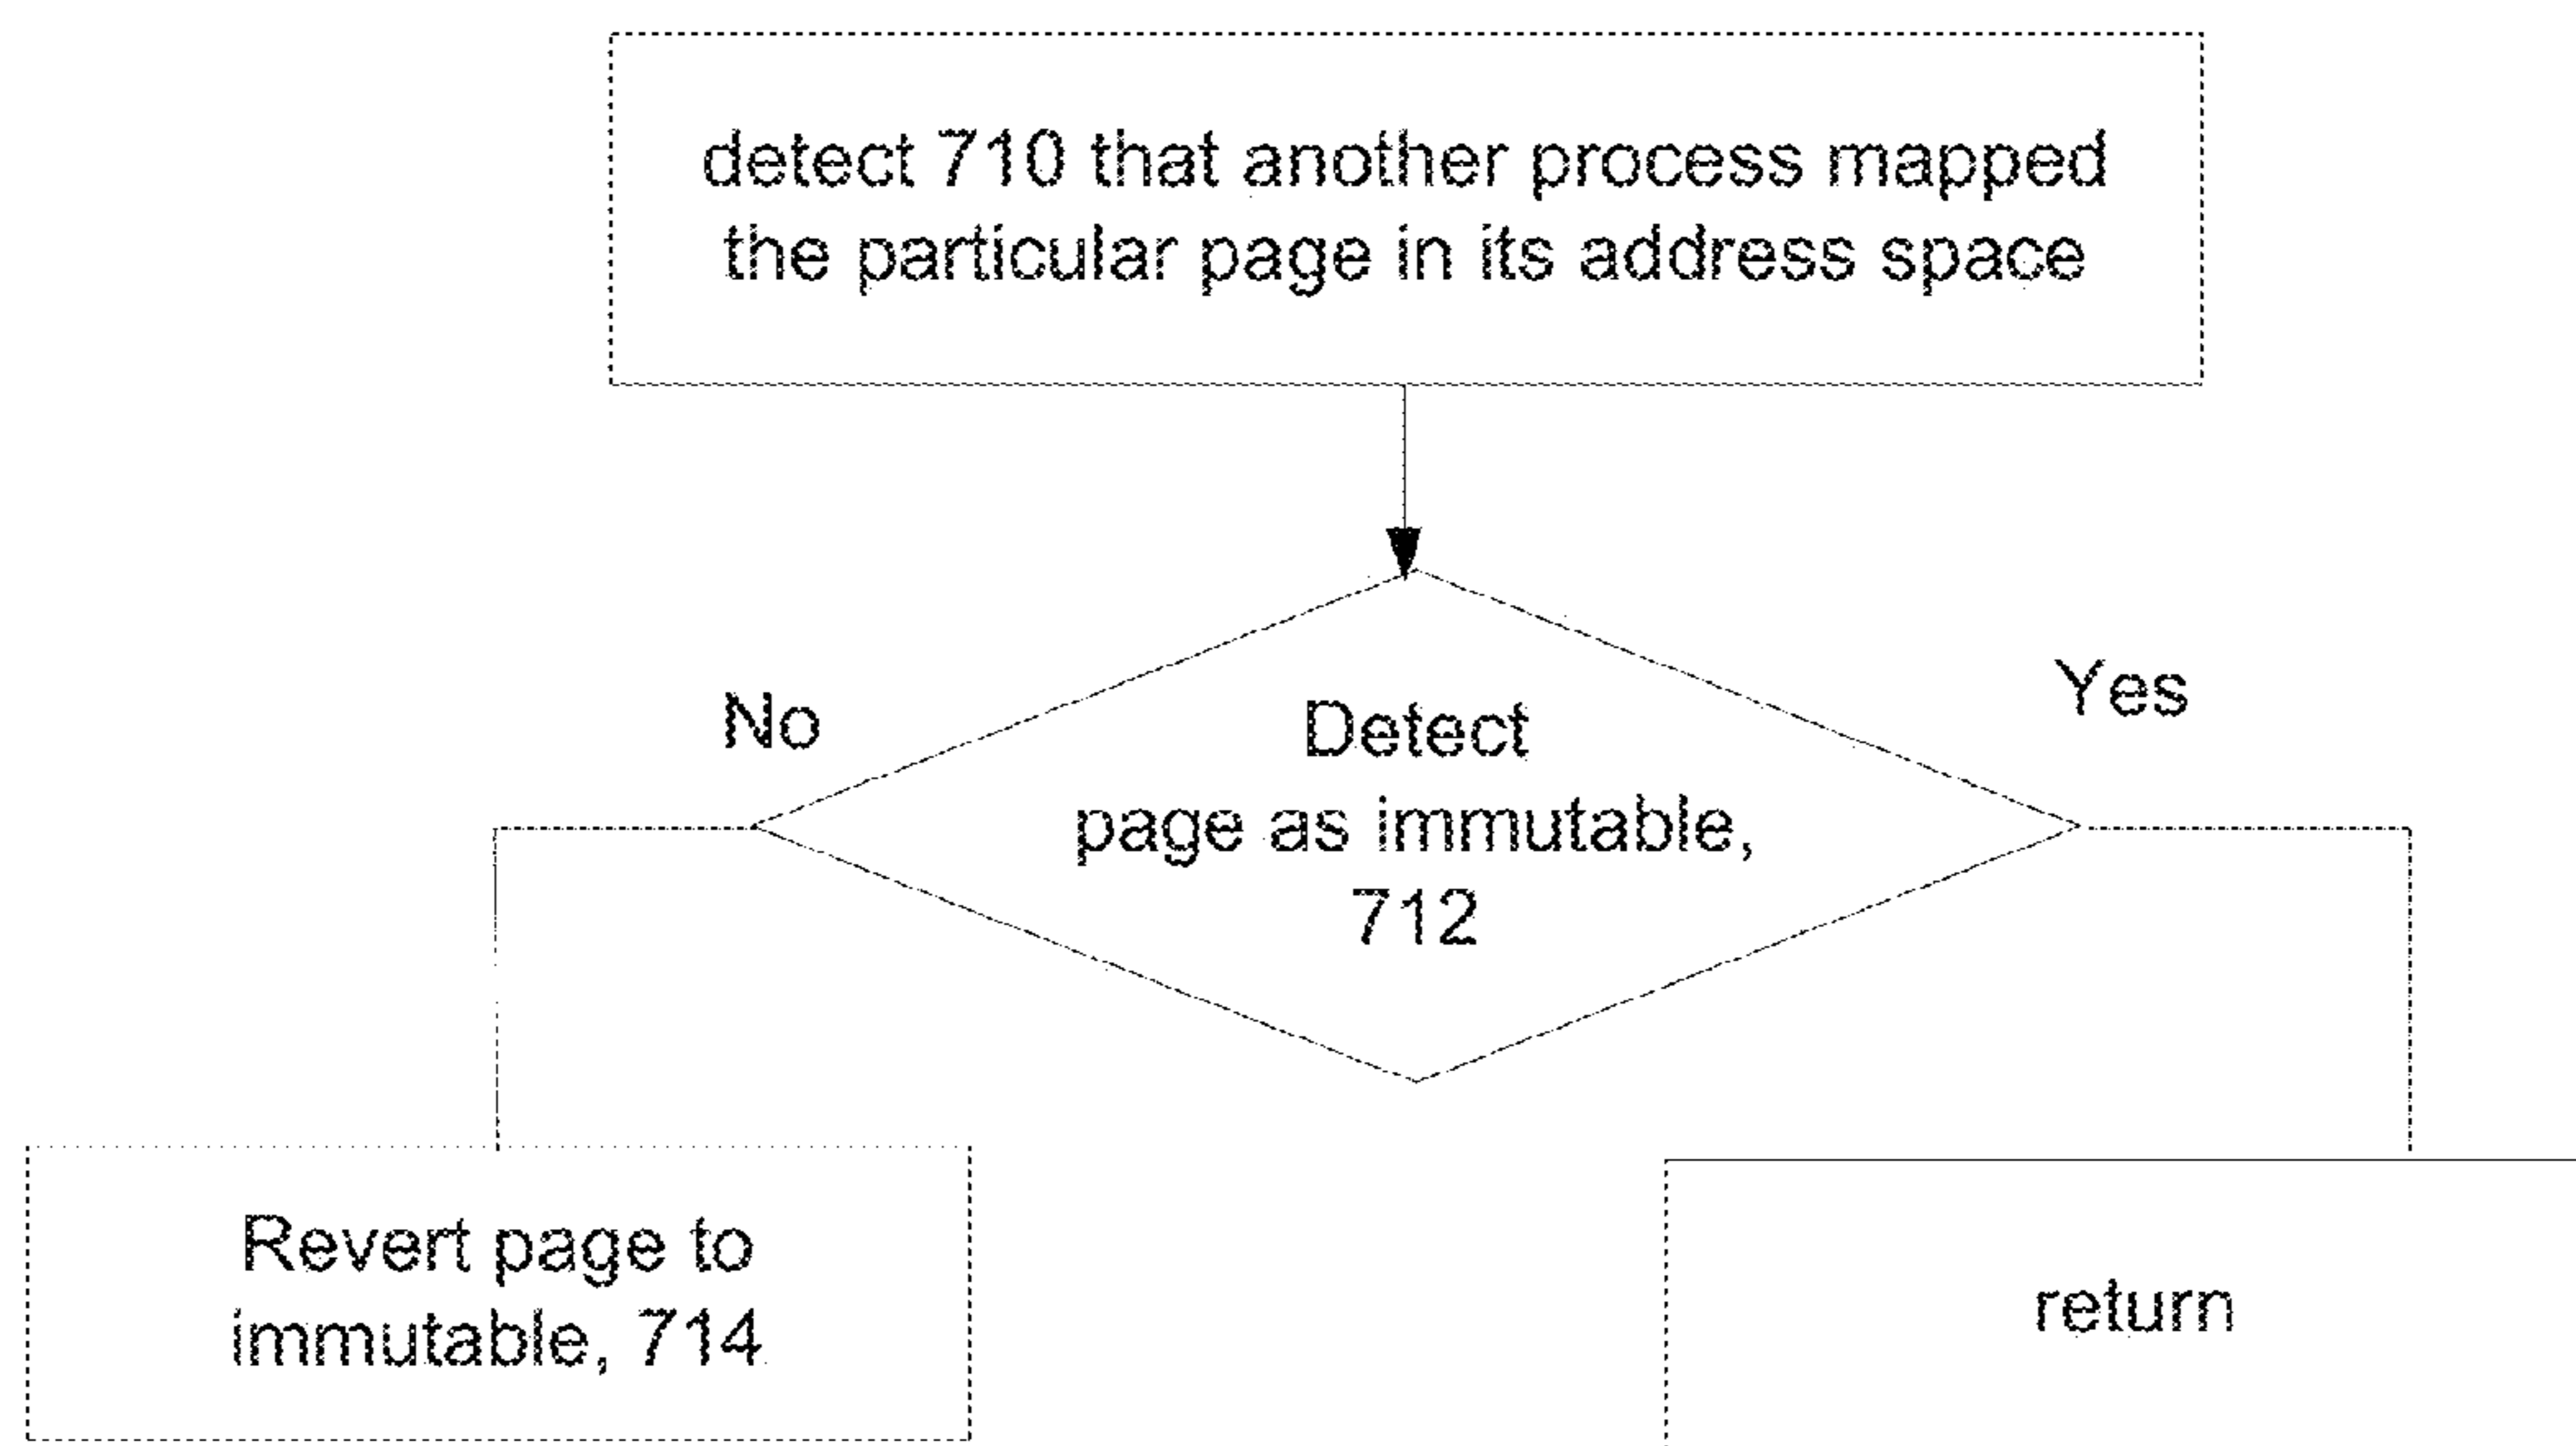 detect 710 that another process mapped
the particular page in its address space
No
Yes
Detect
page as immutable,
712
Revert page to
immutable, 714
return